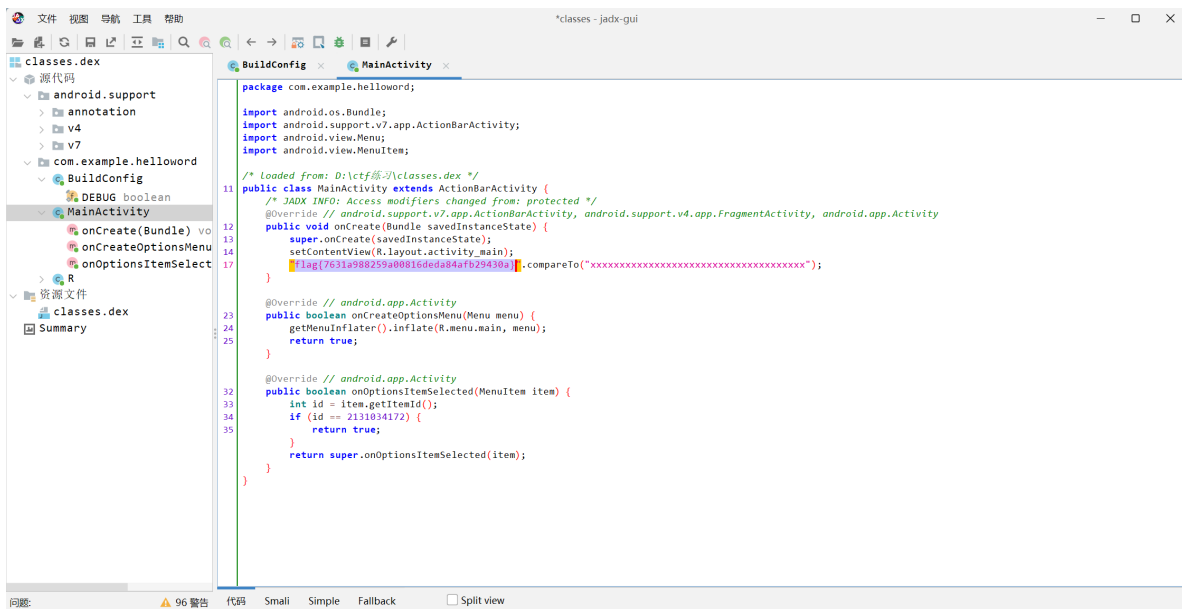 文件 视图 导航 工具 帮助
*classes - jadx-gui
classes.dex
源代码
android.support
annotation
v4
v7
com.example.helloword
BuildConfig
DEBUG boolean
MainActivity
onCreate(Bundle) vo
onCreateOptionsMenu
onOptionsItemSelect
R
资源文件
classes.dex
Summary
BuildConfig MainActivity
package com.example.helloword;
import android.os.Bundle;
import android.support.v7.app.ActionBarActivity;
import android.view.Menu;
import android.view.MenuItem;
/* loaded from: D:\ctf练习\classes.dex */
11 public class MainActivity extends ActionBarActivity {
/* JADX INFO: Access modifiers changed from: protected */
@Override // android.support.v7.app.ActionBarActivity, android.support.v4.app.FragmentActivity, android.app.Activity
12 public void onCreate(Bundle savedInstanceState) {
13 super.onCreate(savedInstanceState);
14 setContentView(R.layout.activity_main);
17 "flag{7631a988259a00816deda84afb29430a}".compareTo("xxxxxxxxxxxxxxxxxxxxxxxxxxxxxxxxxxxxx");
}
@Override // android.app.Activity
23 public boolean onCreateOptionsMenu(Menu menu) {
24 getMenuInflater().inflate(R.menu.main, menu);
25 return true;
}
@Override // android.app.Activity
32 public boolean onOptionsItemSelected(MenuItem item) {
33 int id = item.getItemId();
34 if (id == 2131034172) {
35 return true;
}
return super.onOptionsItemSelected(item);
}
}
问题: 96 警告 代码 Smali Simple Fallback Split view